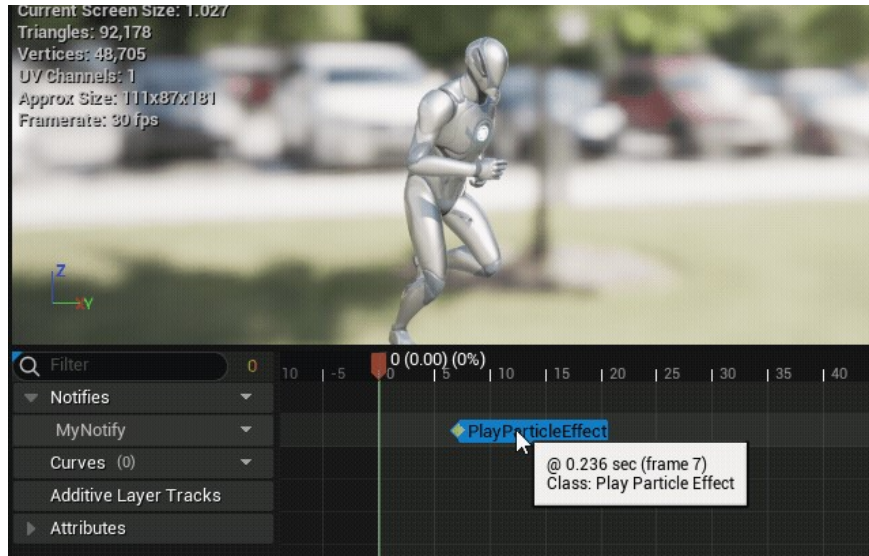 Current Screen Size: 1.027
Triangles: 92,178
Vertices: 48,705
UV Channels: 1
Approx Size: 111x87x181
Framerate: 30 fps
Z
X Y
Filter 0
0 (0.00) (0%)
10 -5 0 5 10 15 20 25 30 35 40
Notifies
MyNotify
PlayParticleEffect
@ 0.236 sec (frame 7)
Class: Play Particle Effect
Curves (0)
Additive Layer Tracks
Attributes